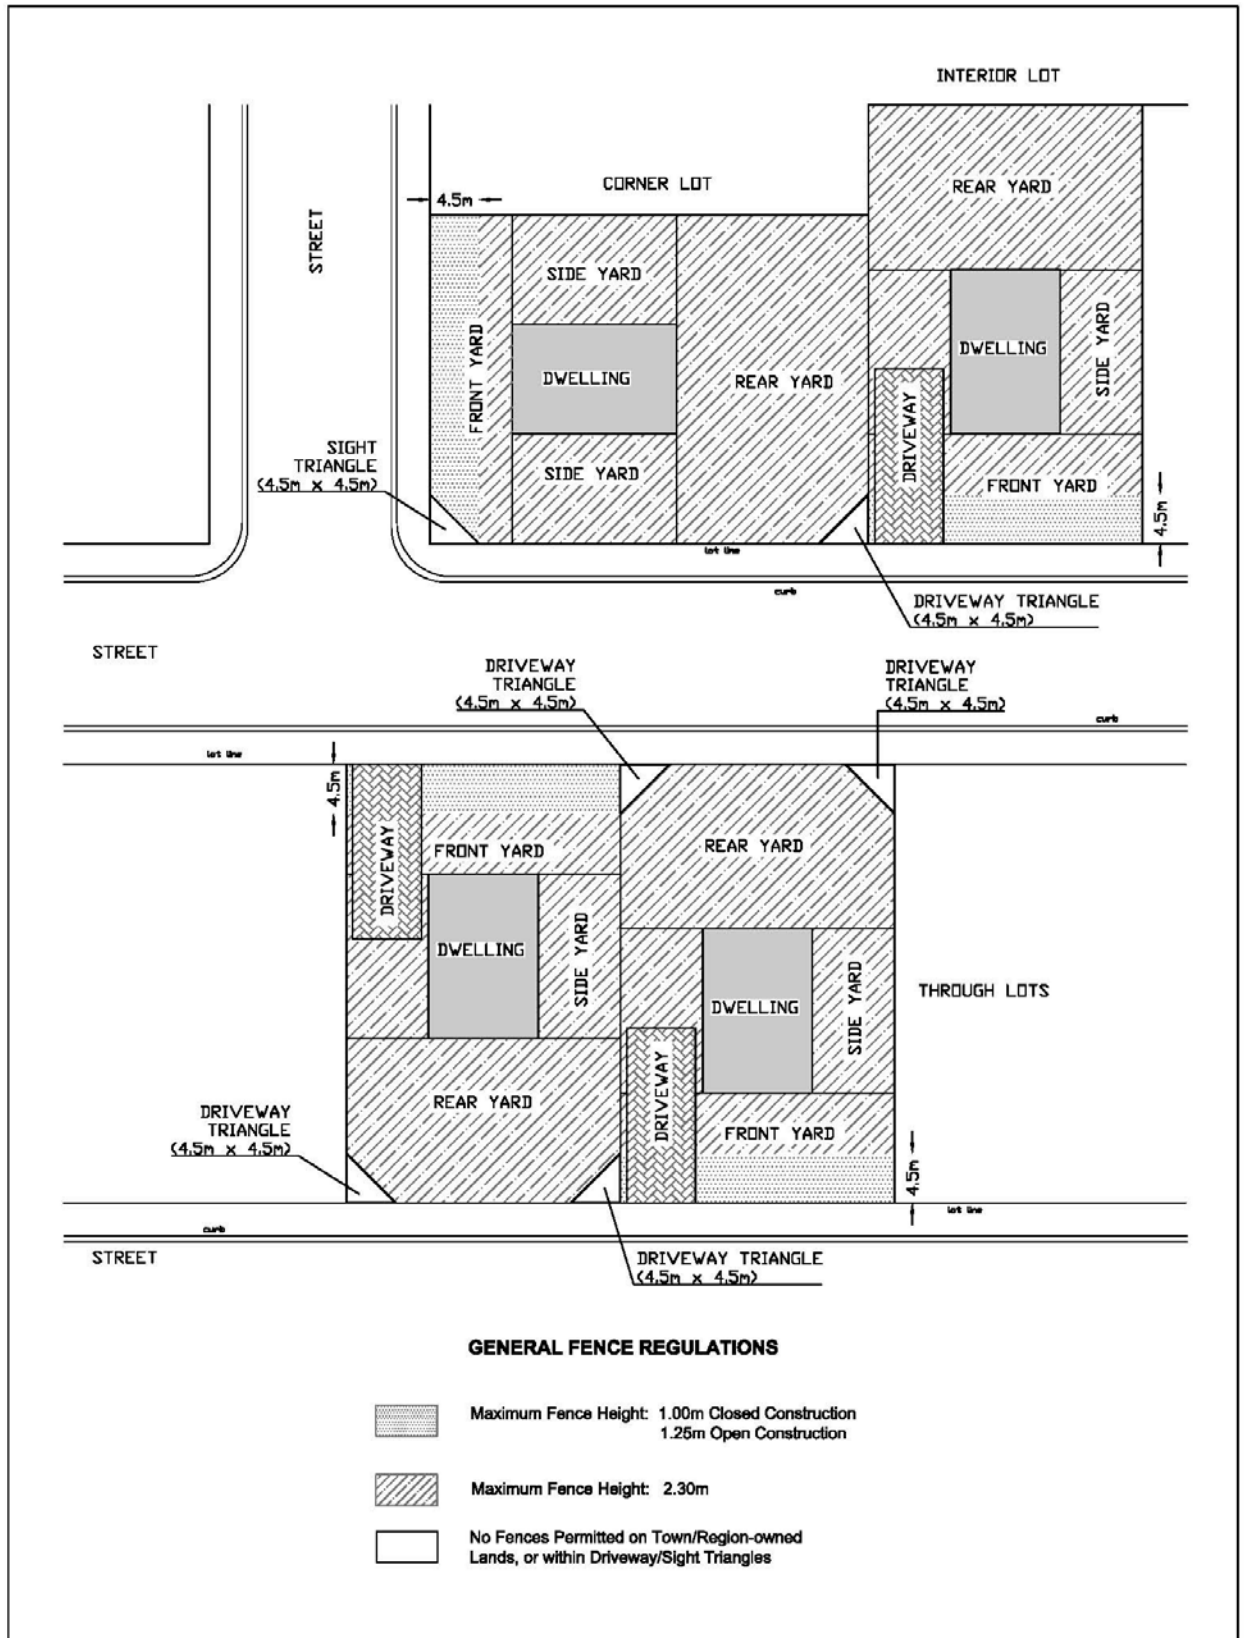 INTERIOR LOT
CORNER LOT
4.5m
REAR YARD
STREET
SIDE YARD
FRONT YARD
DWELLING
REAR YARD
DWELLING
SIDE YARD
DRIVEWAY
SIGHT
TRIANGLE
(4.5m x 4.5m)
SIDE YARD
FRONT YARD
4.5m
lot line
curb
DRIVEWAY TRIANGLE
(4.5m x 4.5m)
STREET
DRIVEWAY
TRIANGLE
(4.5m x 4.5m)
DRIVEWAY
TRIANGLE
(4.5m x 4.5m)
curb
lot line
4.5m
DRIVEWAY
FRONT YARD
REAR YARD
DWELLING
SIDE YARD
DWELLING
SIDE YARD
THROUGH LOTS
DRIVEWAY
REAR YARD
FRONT YARD
DRIVEWAY
TRIANGLE
(4.5m x 4.5m)
4.5m
lot line
curb
STREET
DRIVEWAY TRIANGLE
(4.5m x 4.5m)
GENERAL FENCE REGULATIONS
Maximum Fence Height: 1.00m Closed Construction
1.25m Open Construction
Maximum Fence Height: 2.30m
No Fences Permitted on Town/Region-owned
Lands, or within Driveway/Sight Triangles